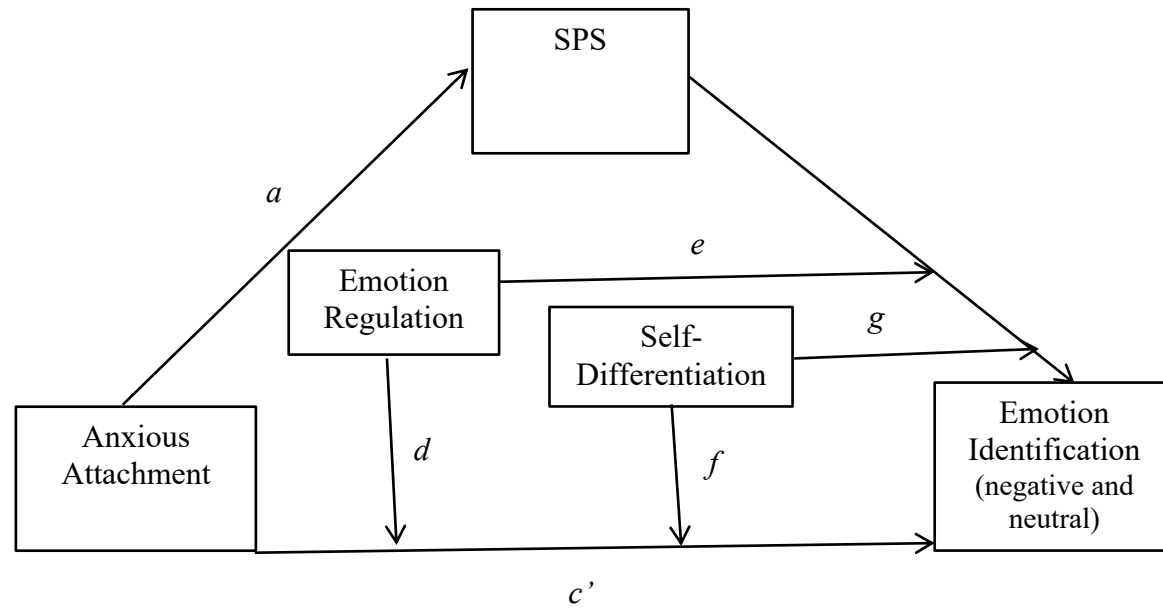 SPS
a
e
Emotion
Regulation
g
Self-
Differentiation
Anxious
Attachment
d
f
Emotion
Identification
(negative and
neutral)
c’